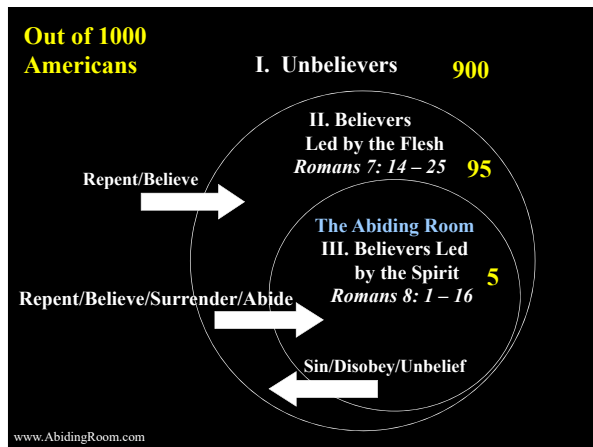 Out of 1000
Americans
I. Unbelievers
900
II. Believers
Led by the Flesh
Romans 7: 14 – 25
95
Repent/Believe
The Abiding Room
III. Believers Led
by the Spirit
Romans 8: 1 – 16
5
Repent/Believe/Surrender/Abide
Sin/Disobey/Unbelief
www.AbidingRoom.com